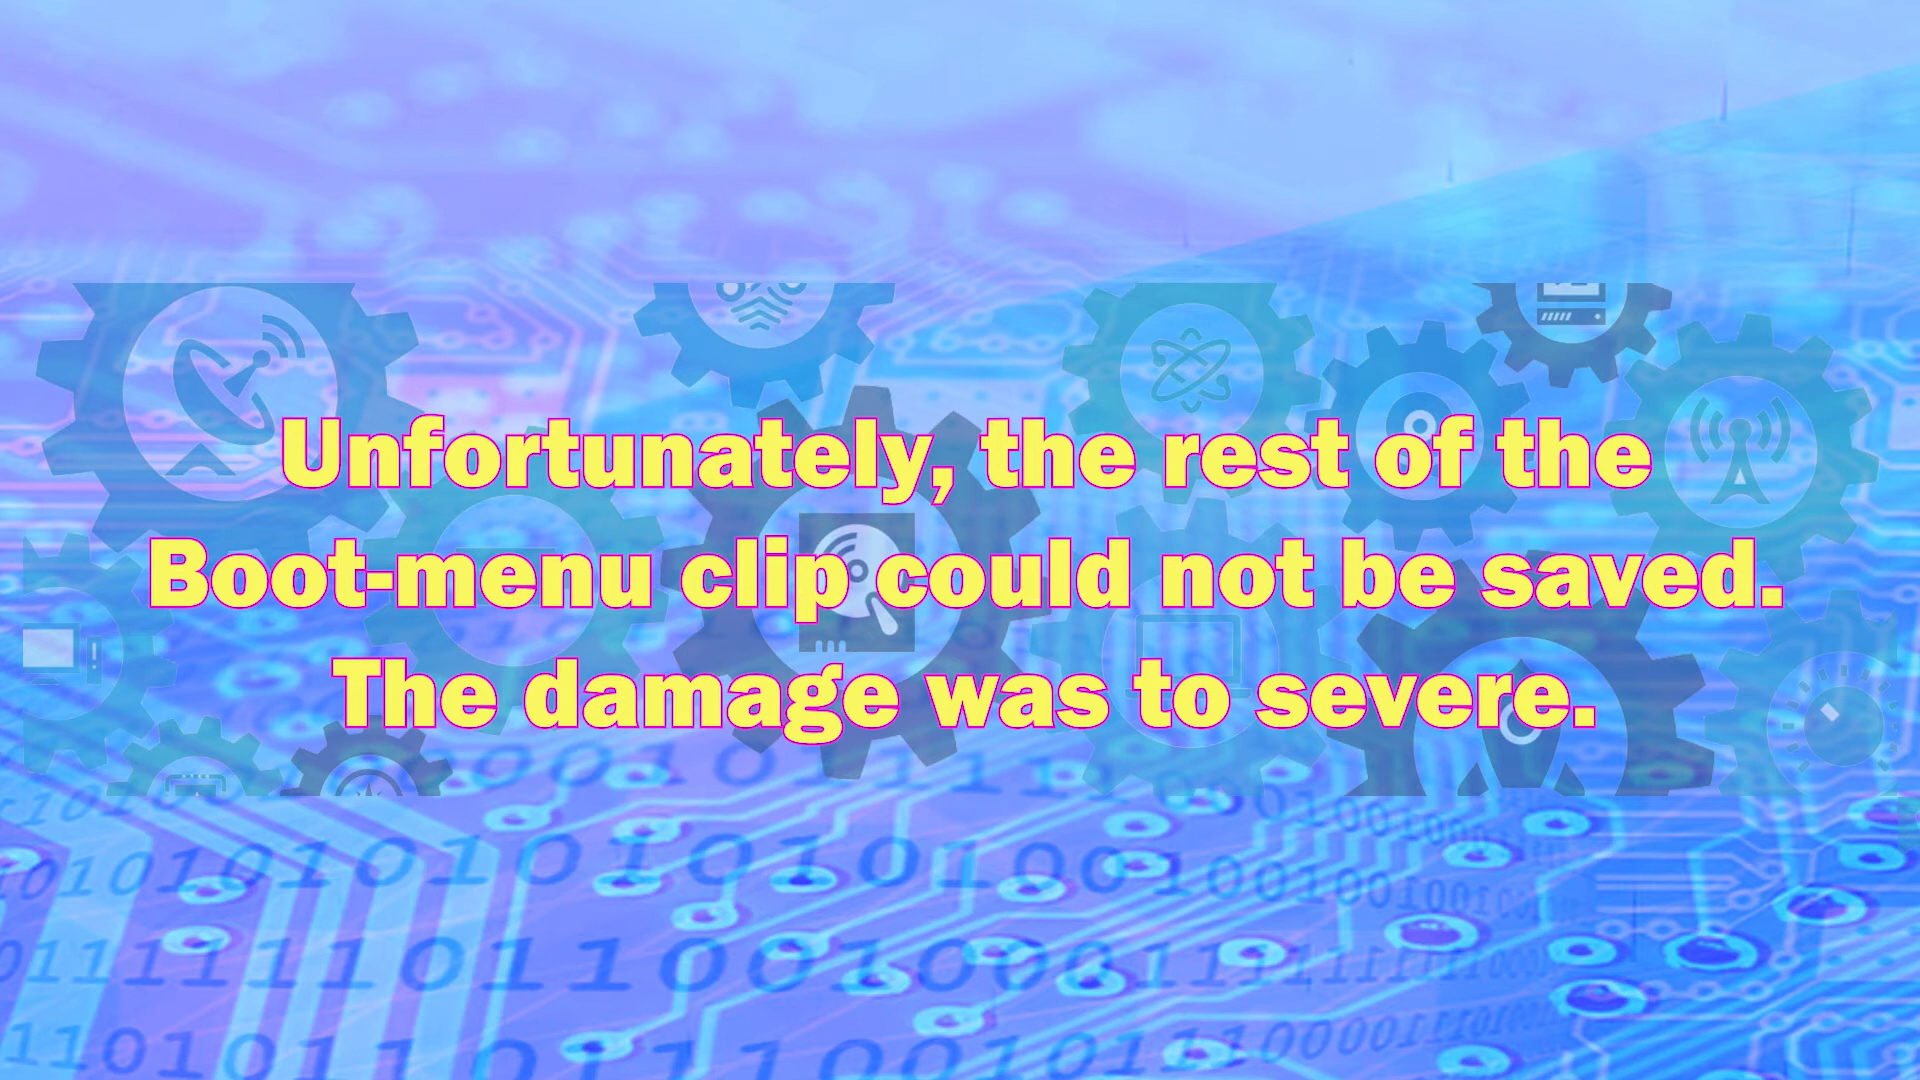 Unfortunately, the rest of the
Boot-menu clip could not be saved.
The damage was to severe.